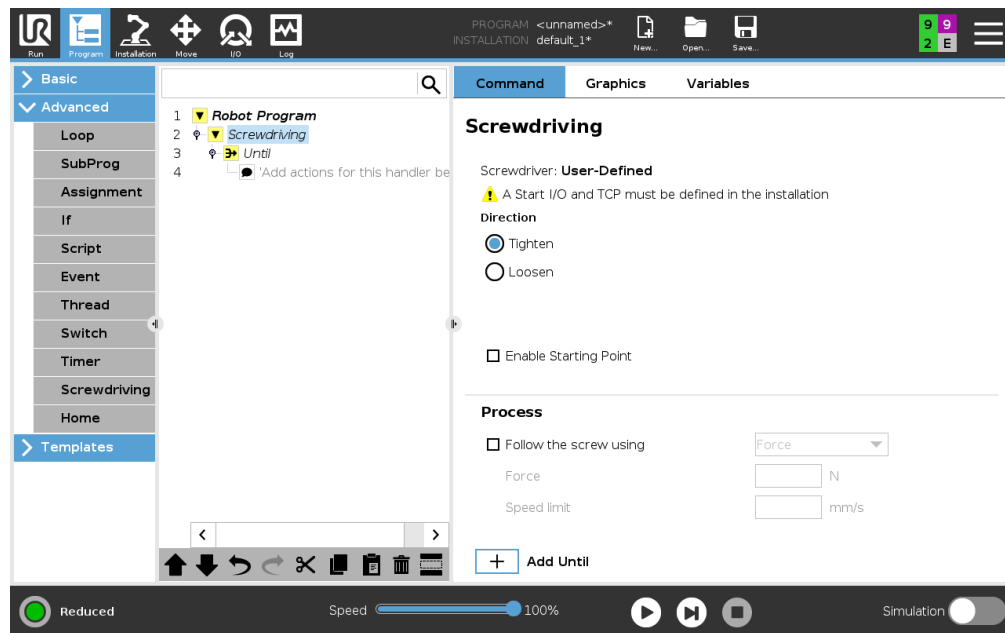 PROGRAM <unnamed>*
INSTALLATION default_1*
UR
Run
Program
Installation
Move
I/O
Log
New...
Open...
Save...
9 9
2 E
Basic
Advanced
Loop
SubProg
Assignment
If
Script
Event
Thread
Switch
Timer
Screwdriving
Home
Templates
1 Robot Program
2 Screwdriving
3 Until
4 'Add actions for this handler be
Command Graphics Variables
Screwdriving
Screwdriver: User-Defined
A Start I/O and TCP must be defined in the installation
Direction
Tighten
Loosen
Enable Starting Point
Process
Follow the screw using Force
Force N
Speed limit mm/s
+ Add Until
Reduced
Speed 100%
Simulation